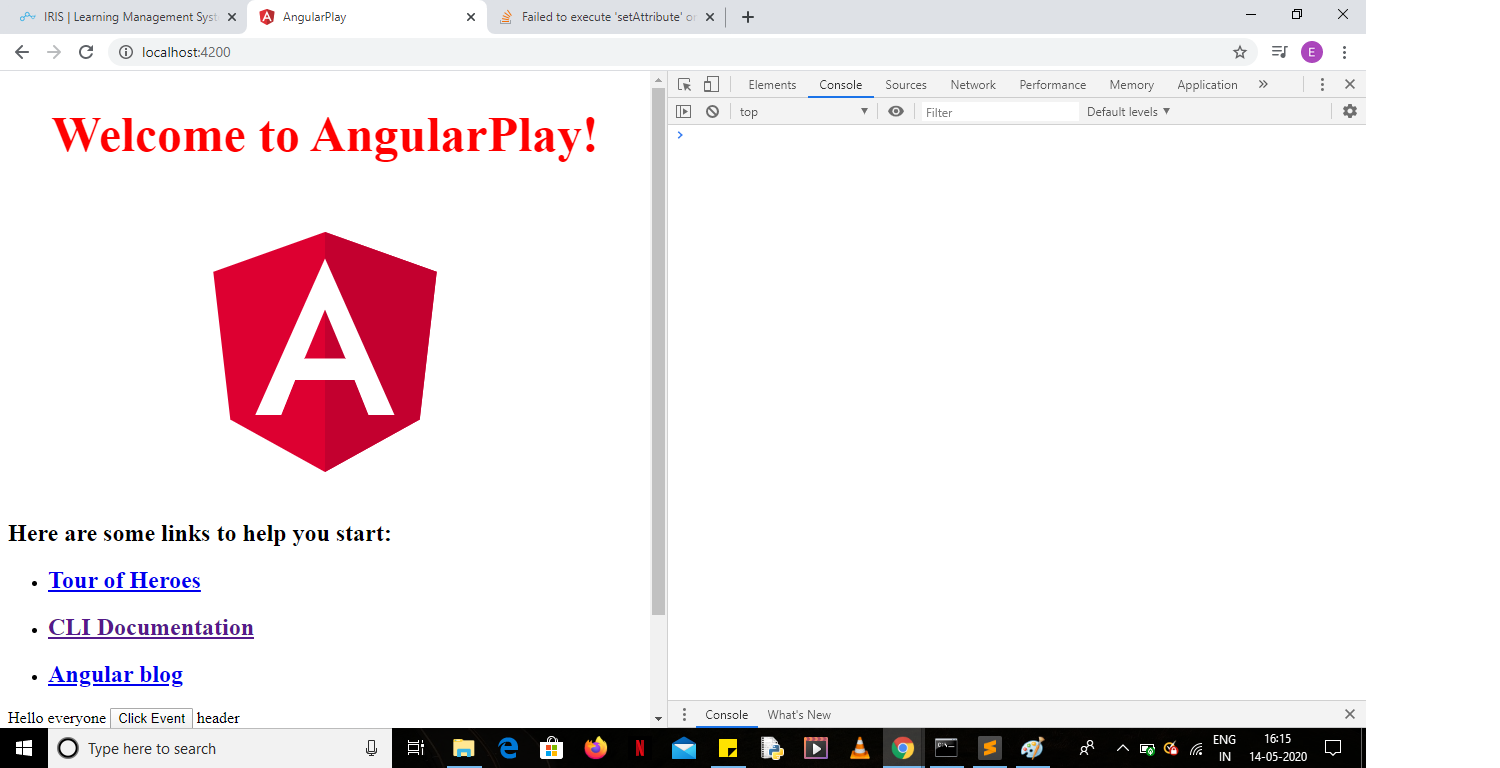 IRIS | Learning Management Syst
AngularPlay
Failed to execute 'setAttribute' or
localhost:4200
E
Elements
Console
Sources
Network
Performance
Memory
Application
top
Filter
Default levels
Welcome to AngularPlay!
A
Here are some links to help you start:
Tour of Heroes
CLI Documentation
Angular blog
Hello everyone Click Event header
Console
What's New
Type here to search
ENG
IN
16:15
14-05-2020